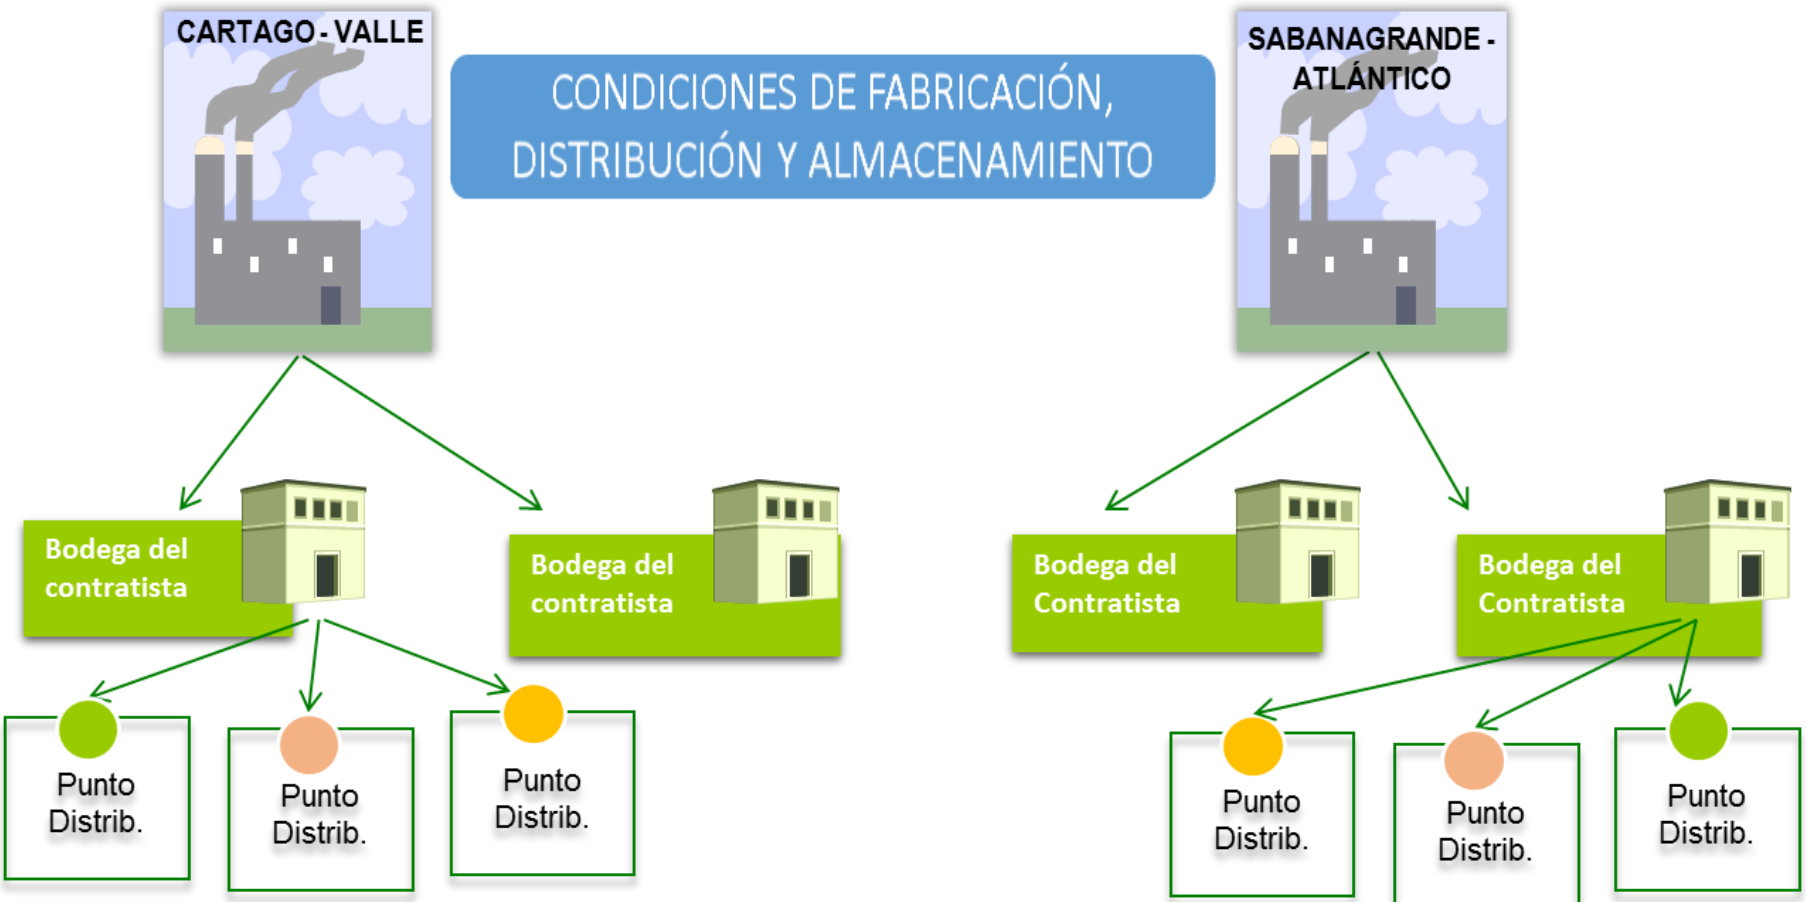 CARTAGO - VALLE
CONDICIONES DE FABRICACIÓN,
DISTRIBUCIÓN Y ALMACENAMIENTO
SABANAGRANDE -
ATLÁNTICO
Bodega del
contratista
Bodega del
contratista
Bodega del
Contratista
Bodega del
Contratista
Punto
Distrib.
Punto
Distrib.
Punto
Distrib.
Punto
Distrib.
Punto
Distrib.
Punto
Distrib.